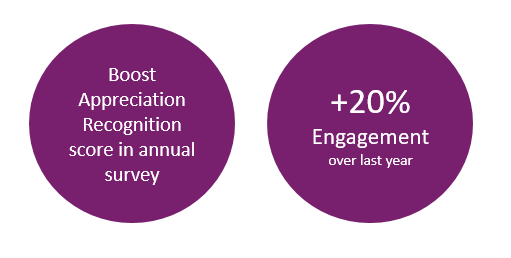 Boost
Appreciation
Recognition
score in annual
survey
+20%
Engagement
over last year